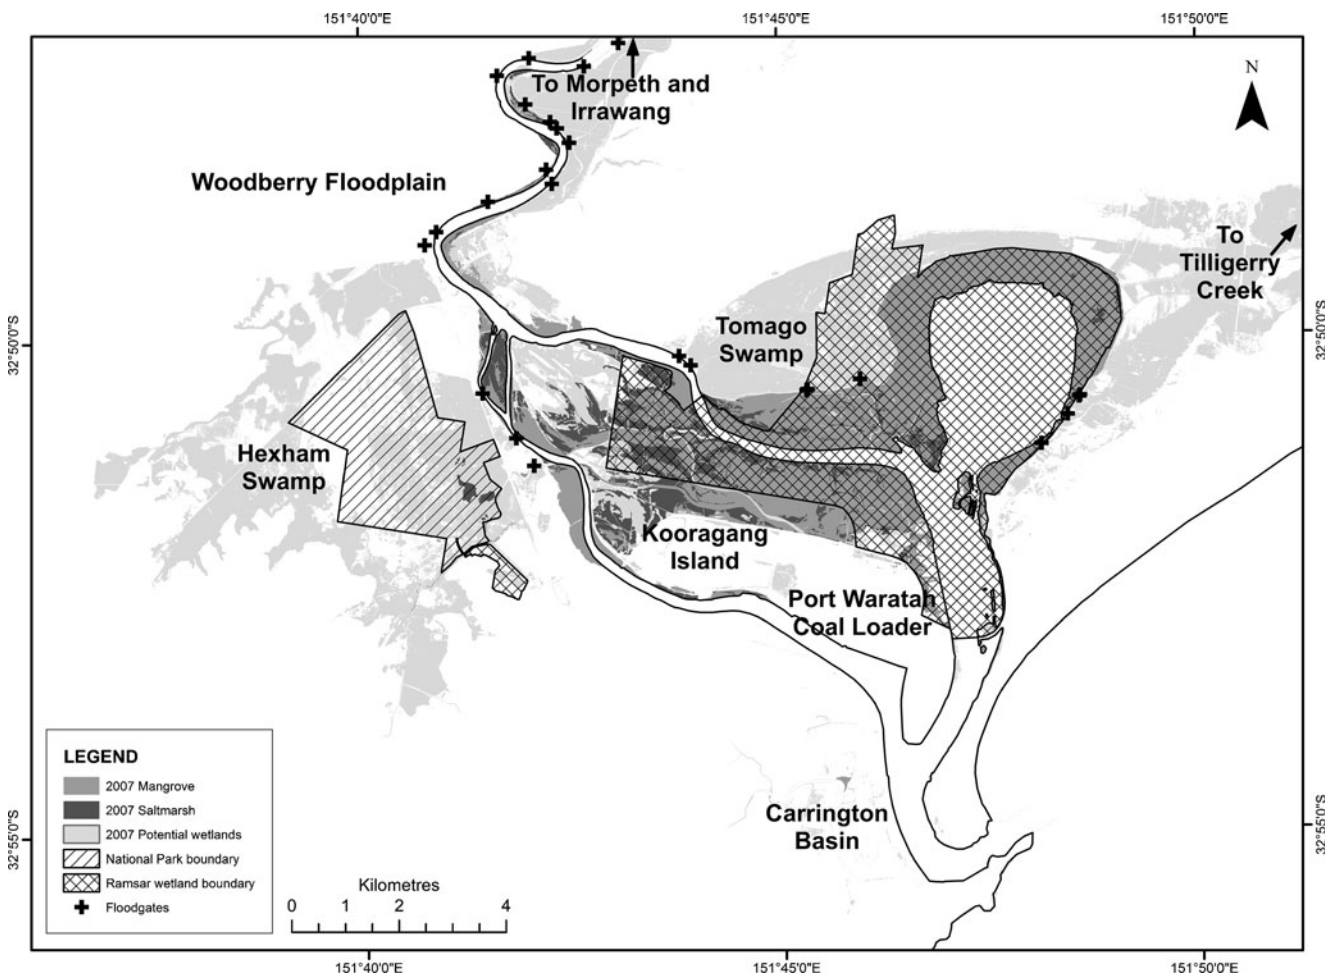 151°40'0"E
151°45'0"E
151°50'0"E
N
To Morpeth and
Irrawang
Woodberry Floodplain
To
Tilligerry
Creek
32°50'0"S
32°50'0"S
Tomago
Swamp
Hexham
Swamp
Kooragang
Island
Port Waratah
Coal Loader
Carrington
Basin
32°55'0"S
32°55'0"S
LEGEND
2007 Mangrove
2007 Saltmarsh
2007 Potential wetlands
National Park boundary
Ramsar wetland boundary
Floodgates
Kilometres
0 1 2 4
151°40'0"E
151°45'0"E
151°50'0"E